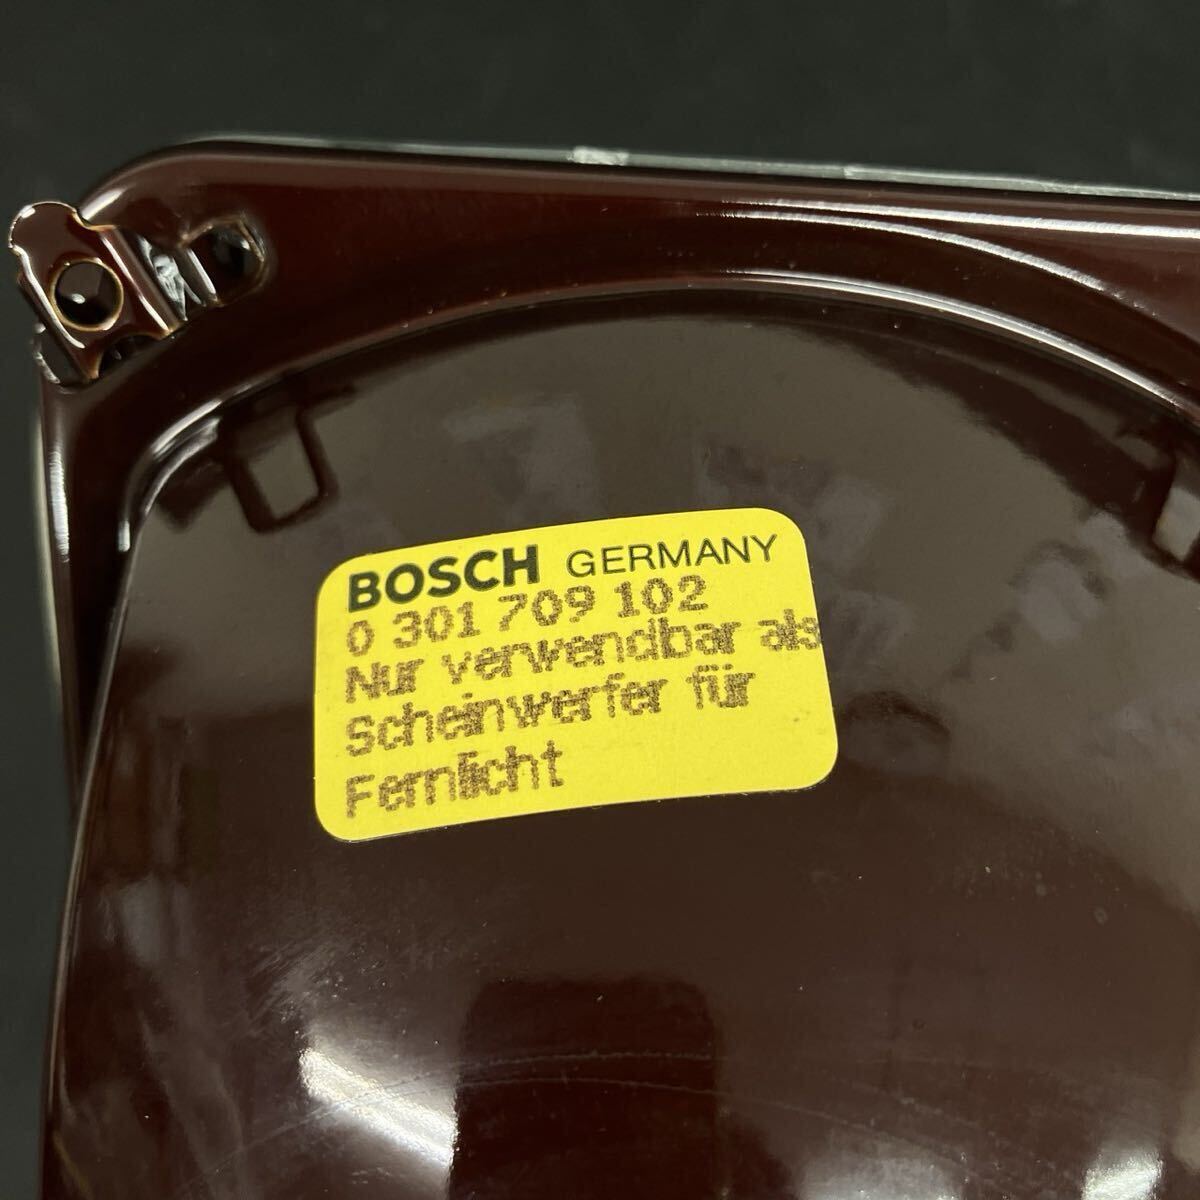 BOSCH GERMANY
0 301 709 102
Nur verwendbar als
Scheinwerfer für
Fernlicht